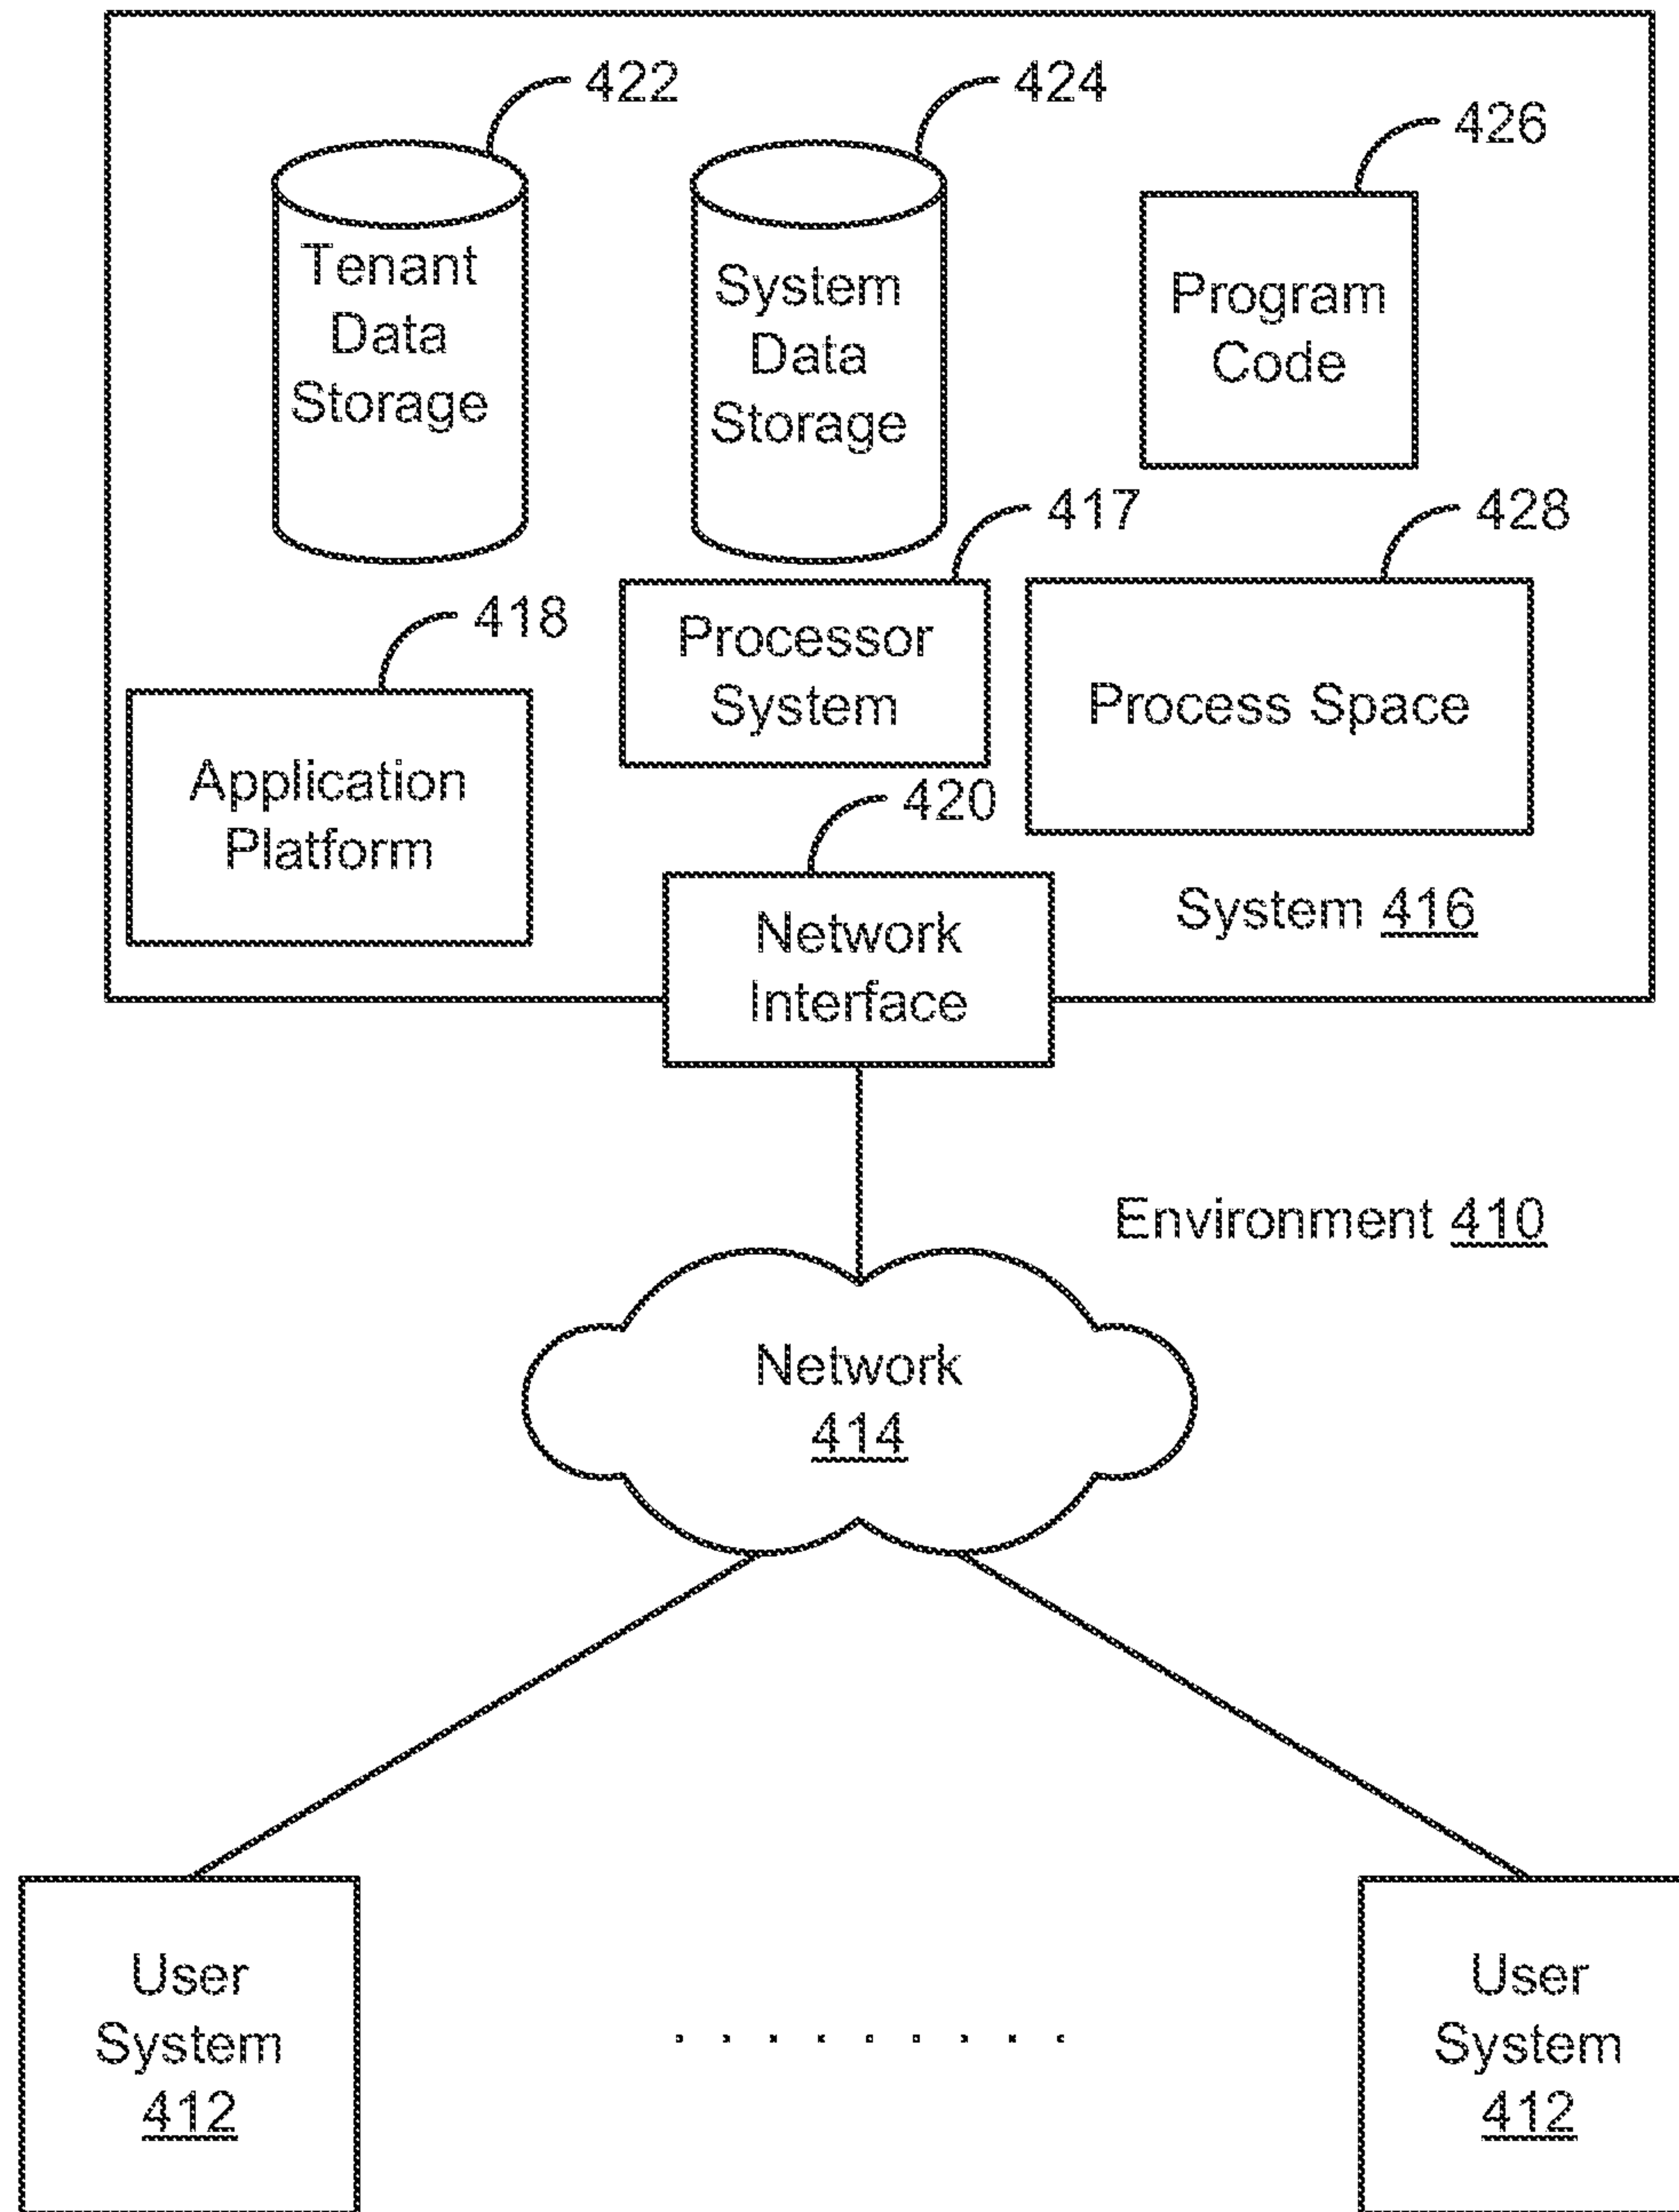 422
424
426
Tenant
Data
Storage
System
Data
Storage
Program
Code
417
428
418
Processor
System
Process Space
Application
Platform
420
Network
Interface
System 416
Environment 410
Network
414
User
System
412
User
System
412